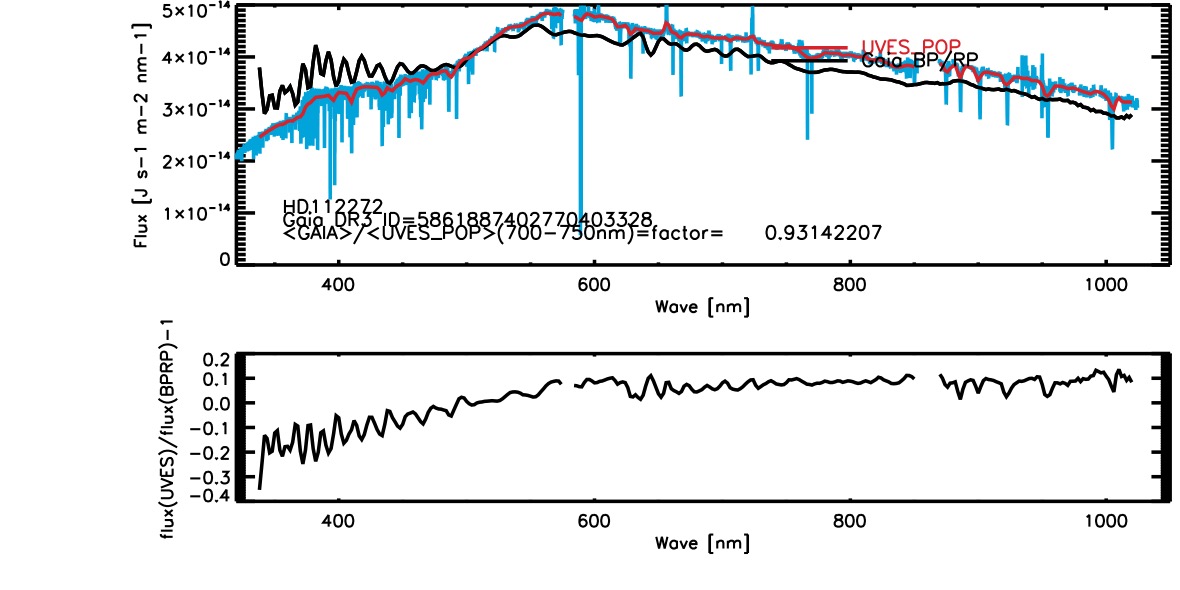 5×10⁻¹⁴
4×10⁻¹⁴
3×10⁻¹⁴
2×10⁻¹⁴
1×10⁻¹⁴
0
Flux [J s−1 m−2 nm−1]
UVES_POP
Gaia BP/RP
HD112272
Gaia DR3 ID=5861887402770403328
<GAIA>/<UVES_POP>(700−750nm)=factor= 0.93142207
400 600 800 1000
Wave [nm]
0.2
0.1
0.0
−0.1
−0.2
−0.3
−0.4
flux(UVES)/flux(BPRP)−1
400 600 800 1000
Wave [nm]